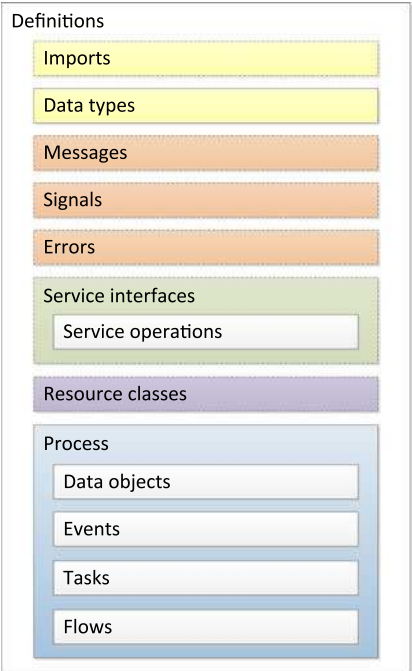 Definitions
Imports
Data types
Messages
Signals
Errors
Service interfaces
Service operations
Resource classes
Process
Data objects
Events
Tasks
Flows